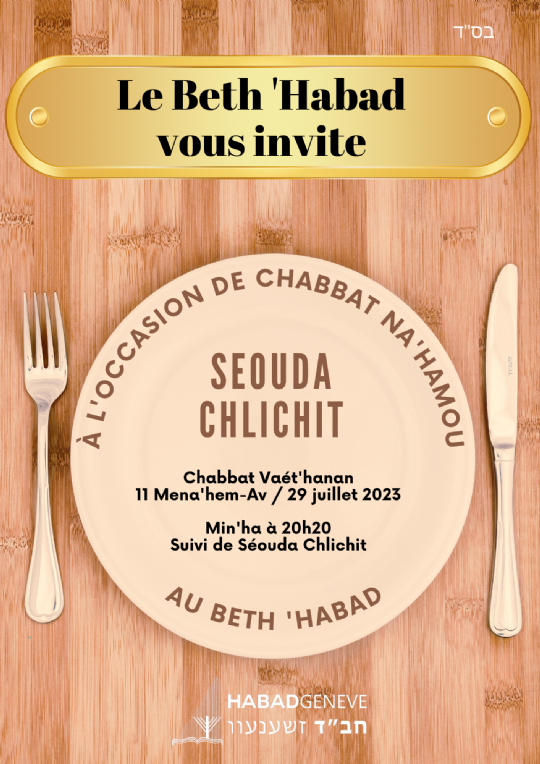 בס"ד
Le Beth 'Habad
vous invite
À L'OCCASION DE CHABBAT NA'HAMOU
SEOUDA
CHLICHIT
Chabbat Vaét'hanan
11 Mena'hem-Av / 29 juillet 2023
Min'ha à 20h20
Suivi de Séouda Chlichit
AU BETH 'HABAD
HABADGENEVE
חב"ד זשענעוו